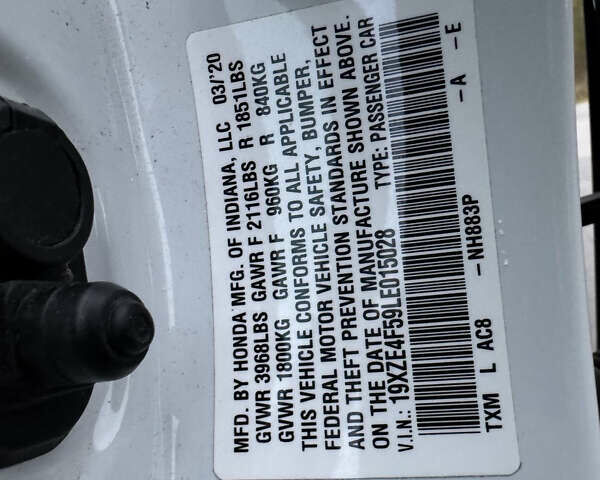 MFD. BY HONDA MFG. OF INDIANA, LLC 03/'20
GVWR 3968LBS GAWR F 2116LBS R 1851LBS
GVWR 1800KG GAWR F 960KG R 840KG
THIS VEHICLE CONFORMS TO ALL APPLICABLE
FEDERAL MOTOR VEHICLE SAFETY, BUMPER,
AND THEFT PREVENTION STANDARDS IN EFFECT
ON THE DATE OF MANUFACTURE SHOWN ABOVE.
V.I.N.: 19XZE4F59LE015028 TYPE: PASSENGER CAR
TXM L AC8 -NH883P -A -E